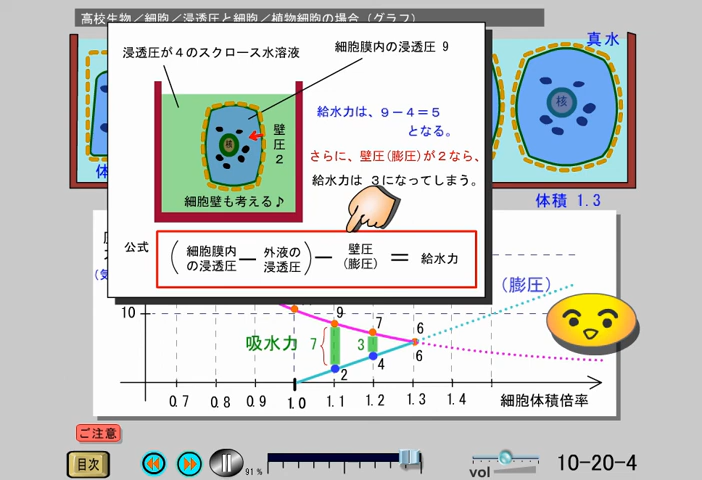 高校生物／細胞／浸透圧と細胞／植物細胞の場合（グラフ）
真水
浸透圧が４のスクロース水溶液
細胞膜内の浸透圧 9
核
壁圧２
細胞壁も考える♪
給水力は、９－４＝５
となる。
さらに、壁圧(膨圧)が２なら、
給水力は ３になってしまう。
核
体
体積 1.3
公式
（細胞膜内の浸透圧 － 外液の浸透圧）－ 壁圧（膨圧） ＝ 給水力
（膨圧）
10
9
7
6
吸水力 7
3
6
4
2
0.7 0.8 0.9 1.0 1.1 1.2 1.3 1.4 細胞体積倍率
ご注意
目次
91 %
vol
10-20-4